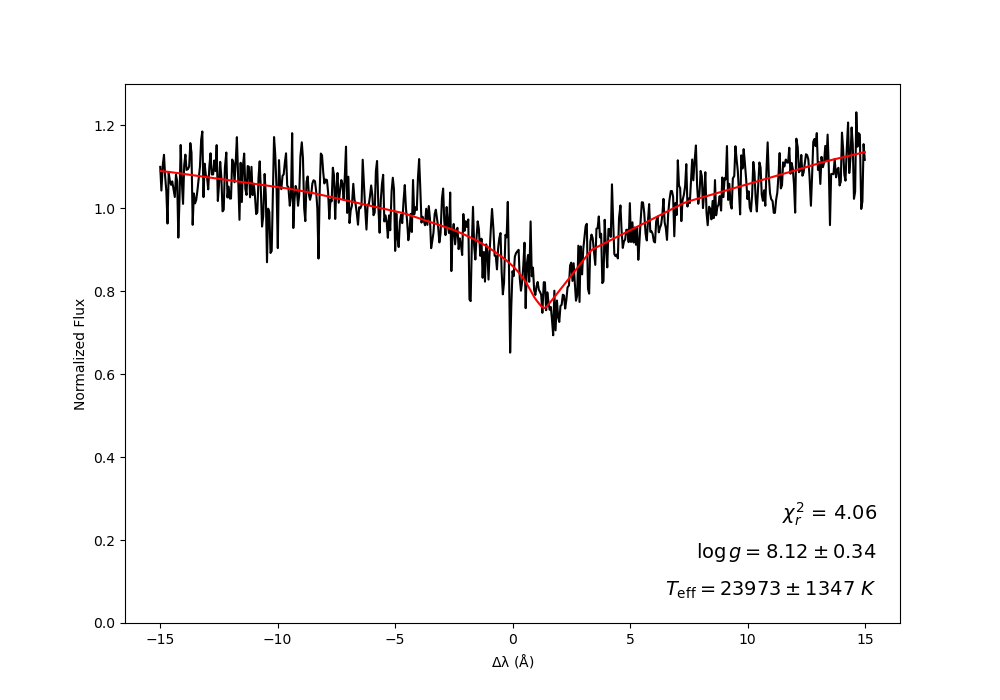 1.2
1.0
0.8
0.6
0.4
0.2
0.0
Normalized Flux
χ²ᵣ = 4.06
log g = 8.12 ± 0.34
T_eff = 23973 ± 1347 K
−15 −10 −5 0 5 10 15
Δλ (Å)